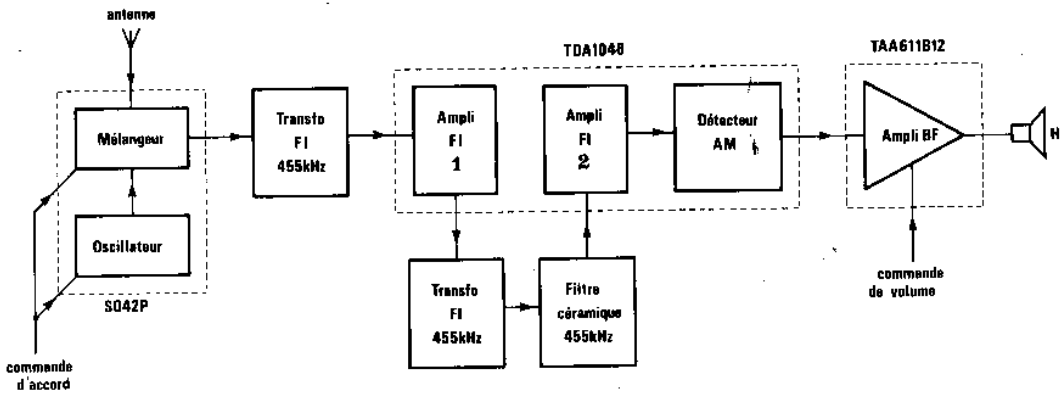 antenne
TDA1046
TAA611B12
Mélangeur
Transfo
FI
455kHz
Ampli
FI
1
Ampli
FI
2
Détecteur
AM
Ampli BF
H
Oscillateur
SO42P
Transfo
FI
455kHz
Filtre
céramique
455kHz
commande
de volume
commande
d'accord